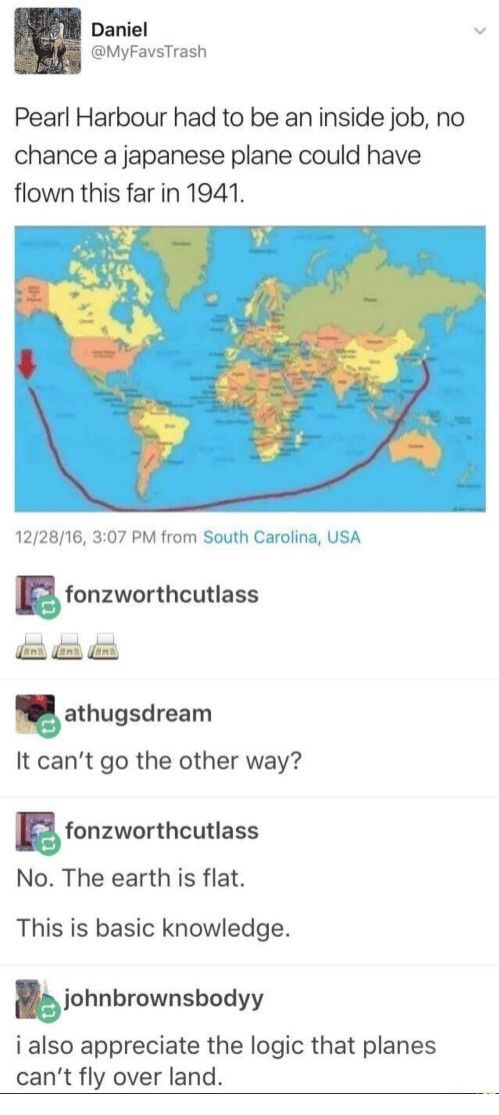 Daniel
@MyFavsTrash
Pearl Harbour had to be an inside job, no
chance a japanese plane could have
flown this far in 1941.
12/28/16, 3:07 PM from South Carolina, USA
fonzworthcutlass
athugsdream
It can't go the other way?
fonzworthcutlass
No. The earth is flat.
This is basic knowledge.
johnbrownsbodyy
i also appreciate the logic that planes
can't fly over land.